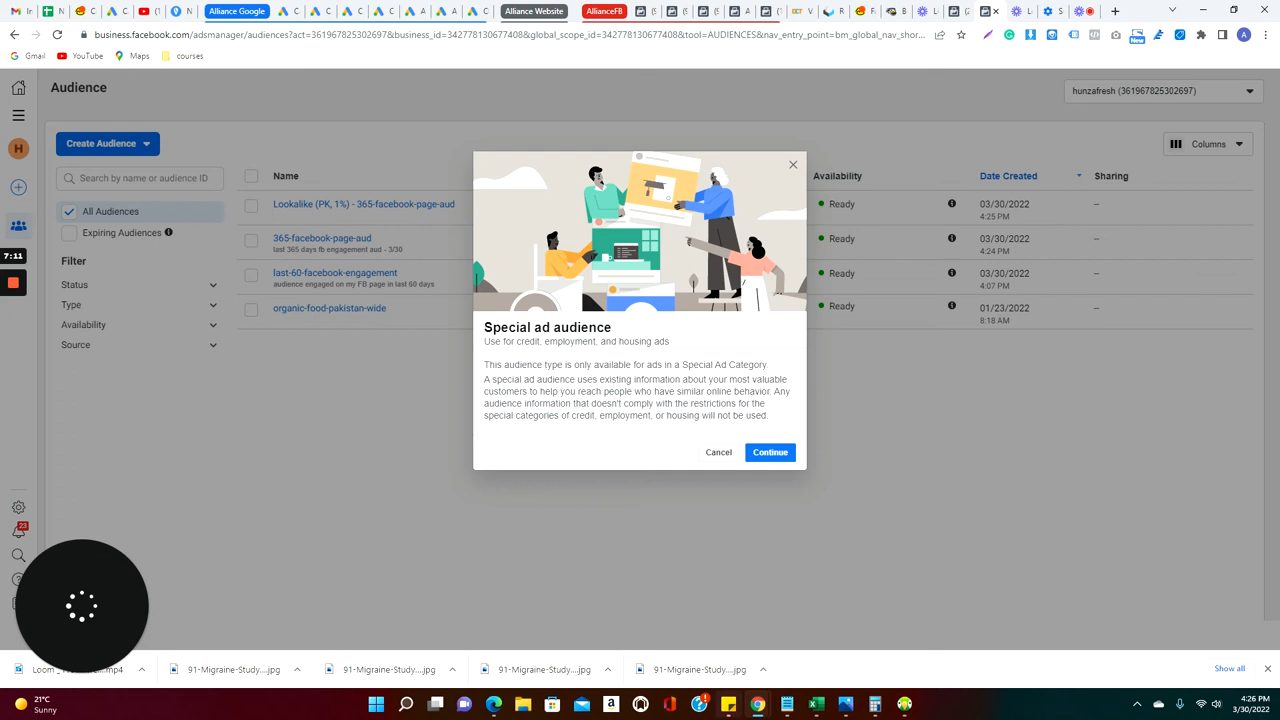 N
Alliance Google
C
C
C
A
A
C
Alliance Website
AllianceFB
business.facebook.com/adsmanager/audiences?act=361967825302697&business_id=342778130677408&global_scope_id=342778130677408&tool=AUDIENCES&nav_entry_point=bm_global_nav_shor...
A
Gmail
YouTube
Maps
courses
Audience
hunzafresh (361967825302697)
H
Create Audience
Columns
Search by name or audience ID
All Audiences
Expiring Audiences
Filter
Status
Type
Availability
Source
7:11
23
Name
Availability
Date Created
Sharing
Lookalike (PK, 1%) - 365-facebook-page-aud
Ready
03/30/2022
4:25 PM
--
365-facebook-page-aud
last 365 days fb engagement aud - 3/30
Ready
03/30/2022
4:24 PM
--
last-60-facebook-engagement
audience engaged on my FB page in last 60 days
Ready
03/30/2022
4:07 PM
--
organic-food-pakistan-wide
Ready
01/23/2022
8:18 AM
--
Special ad audience
Use for credit, employment, and housing ads
This audience type is only available for ads in a Special Ad Category.
A special ad audience uses existing information about your most valuable
customers to help you reach people who have similar online behavior. Any
audience information that doesn't comply with the restrictions for the
special categories of credit, employment, or housing will not be used.
Cancel
Continue
Loom
.mp4
91-Migraine-Study....jpg
91-Migraine-Study....jpg
91-Migraine-Study....jpg
91-Migraine-Study....jpg
Show all
21°C
Sunny
4:26 PM
3/30/2022